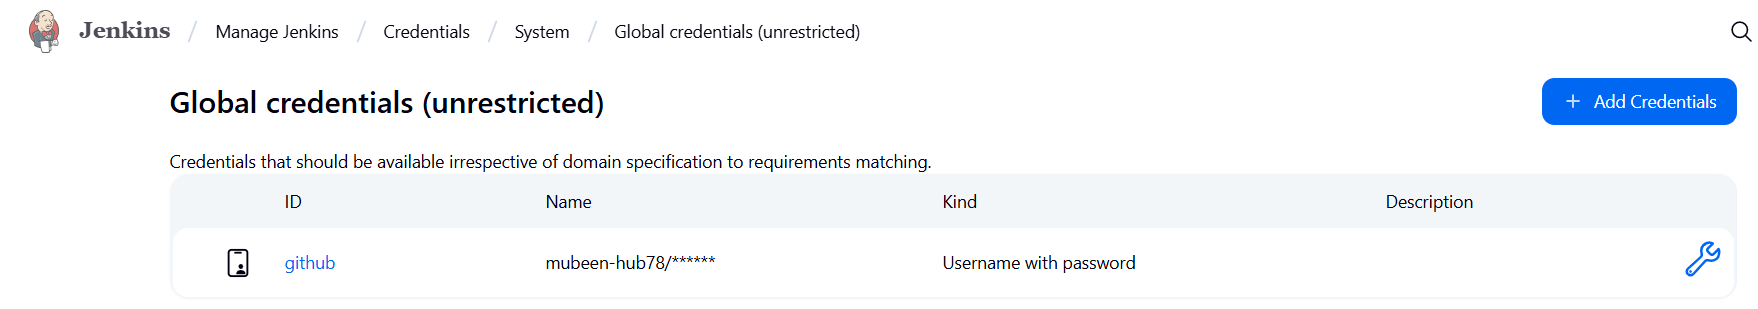 Jenkins / Manage Jenkins / Credentials / System / Global credentials (unrestricted)
Global credentials (unrestricted)
+ Add Credentials
Credentials that should be available irrespective of domain specification to requirements matching.
ID Name Kind Description
github mubeen-hub78/****** Username with password